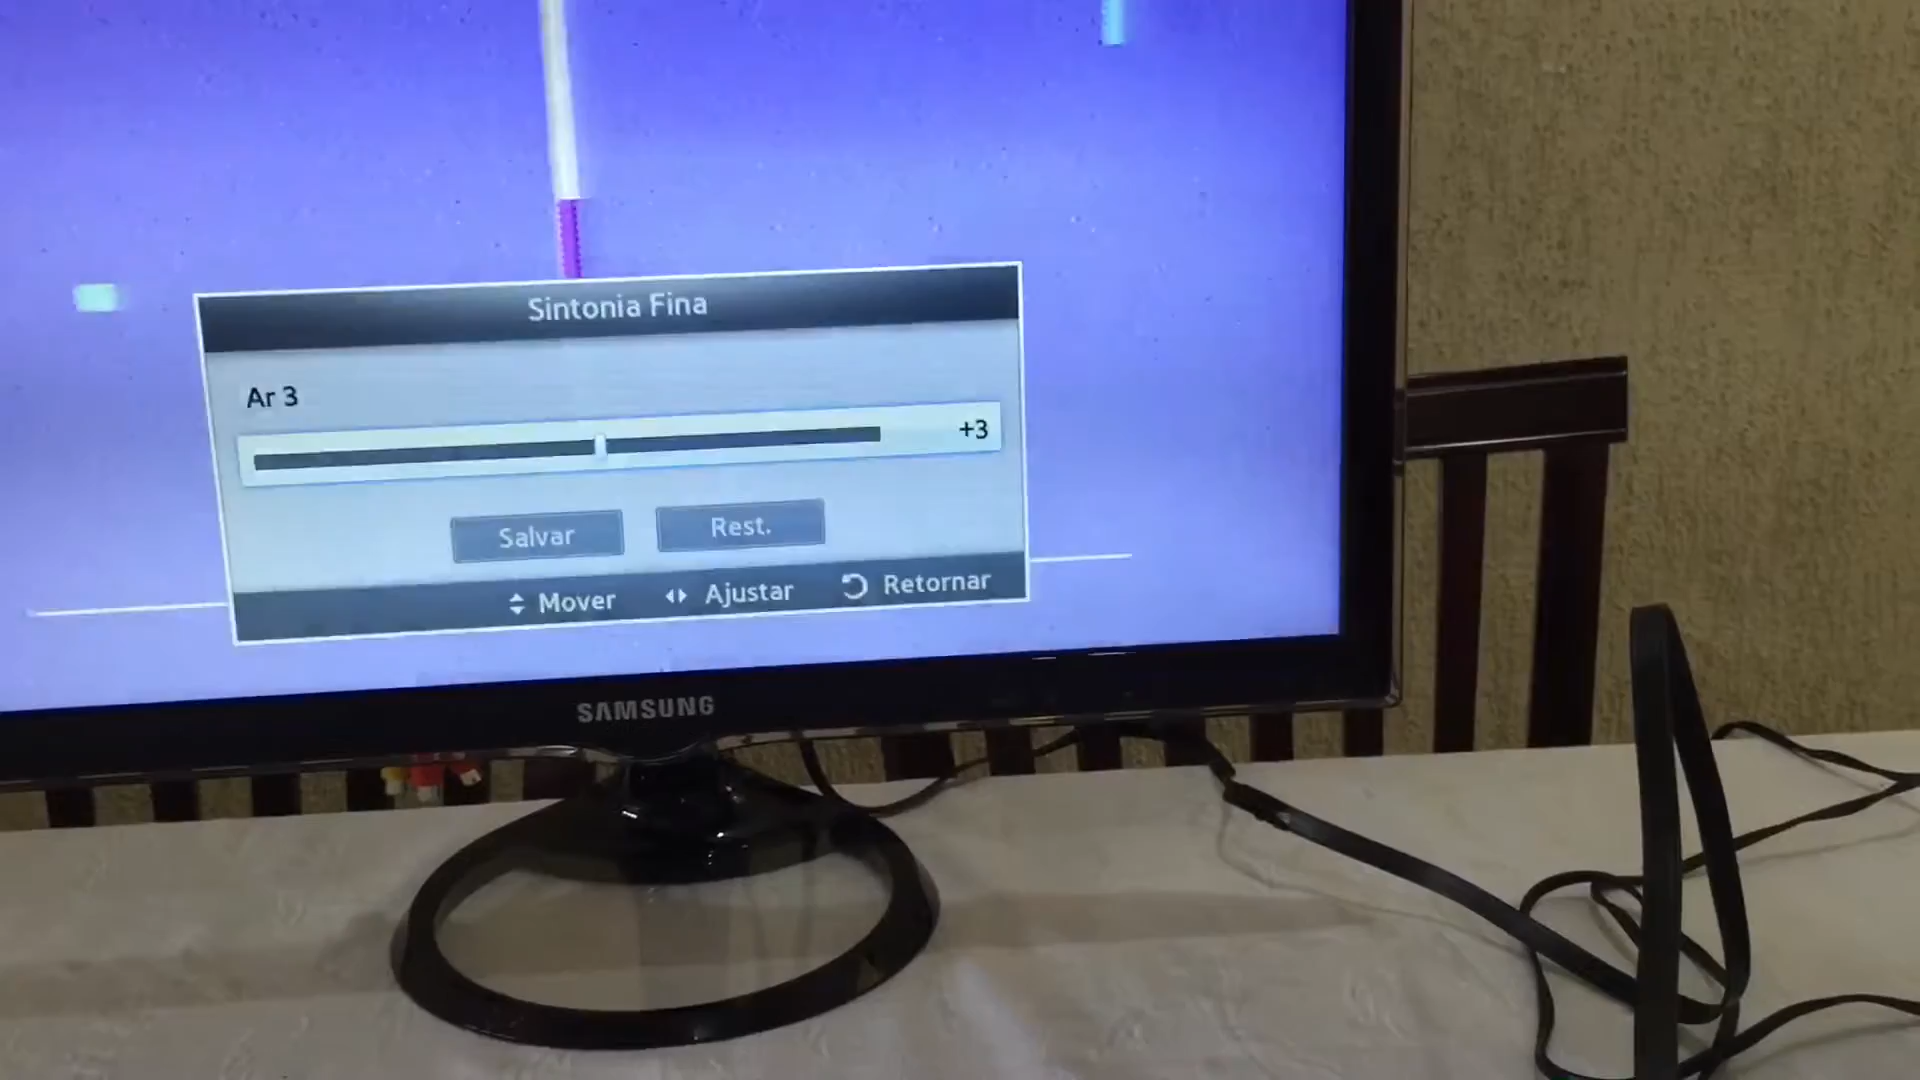 Sintonia Fina
Ar 3
+3
Salvar Rest.
Mover Ajustar Retornar
SAMSUNG